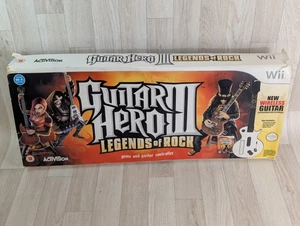 ACTIVISION
GUITAR HERO III LEGENDS OF ROCK
Wii
Wii
GUITAR
HERO III
LEGENDS OF ROCK
game and guitar controller
NEW
WIRELESS
GUITAR
ACTIVISION